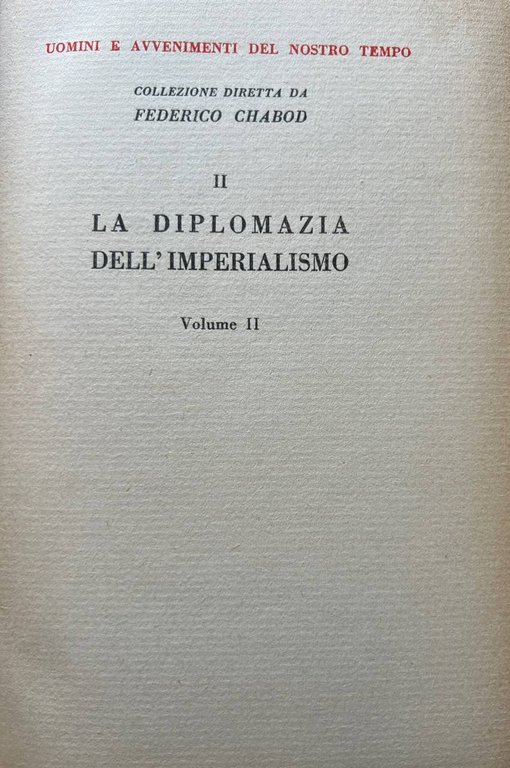 UOMINI E AVVENIMENTI DEL NOSTRO TEMPO
COLLEZIONE DIRETTA DA
FEDERICO CHABOD
II
LA DIPLOMAZIA
DELL'IMPERIALISMO
Volume II